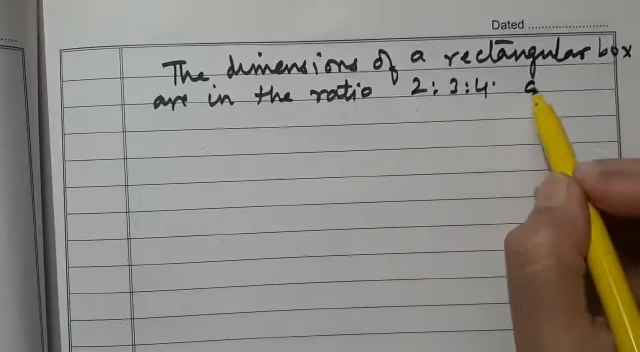 Dated ....................
The dimensions of a rectangular box
are in the ratio 2:3:4.